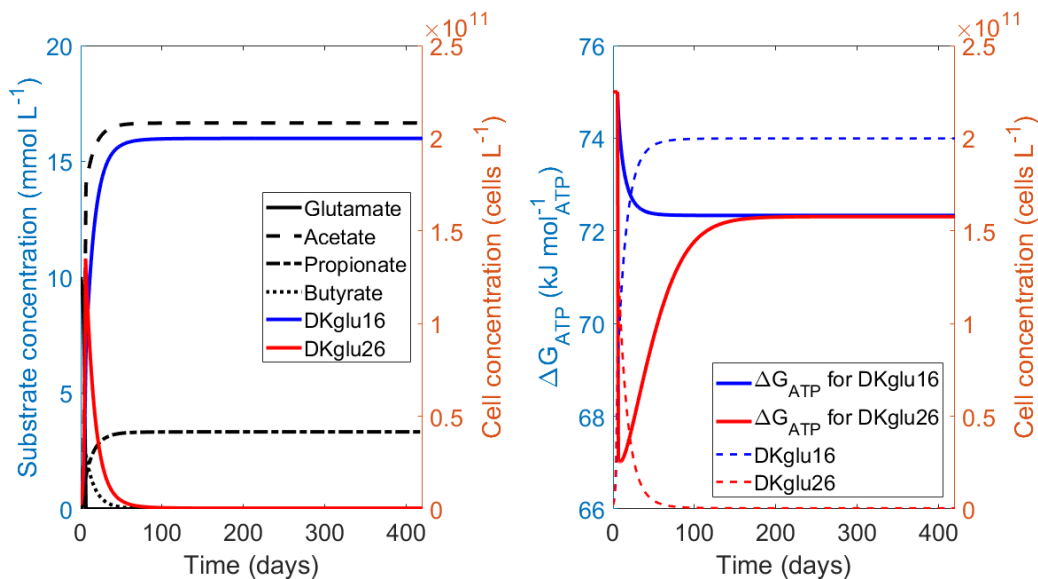 20
15
10
5
0
Substrate concentration (mmol L⁻¹)
×10¹¹
2.5
2
1.5
1
0.5
0
Cell concentration (cells L⁻¹)
Glutamate
Acetate
Propionate
Butyrate
DKglu16
DKglu26
0 100 200 300 400
Time (days)
76
74
72
70
68
66
ΔG_ATP (kJ mol⁻¹_ATP)
×10¹¹
2.5
2
1.5
1
0.5
0
Cell concentration (cells L⁻¹)
ΔG_ATP for DKglu16
ΔG_ATP for DKglu26
DKglu16
DKglu26
0 100 200 300 400
Time (days)